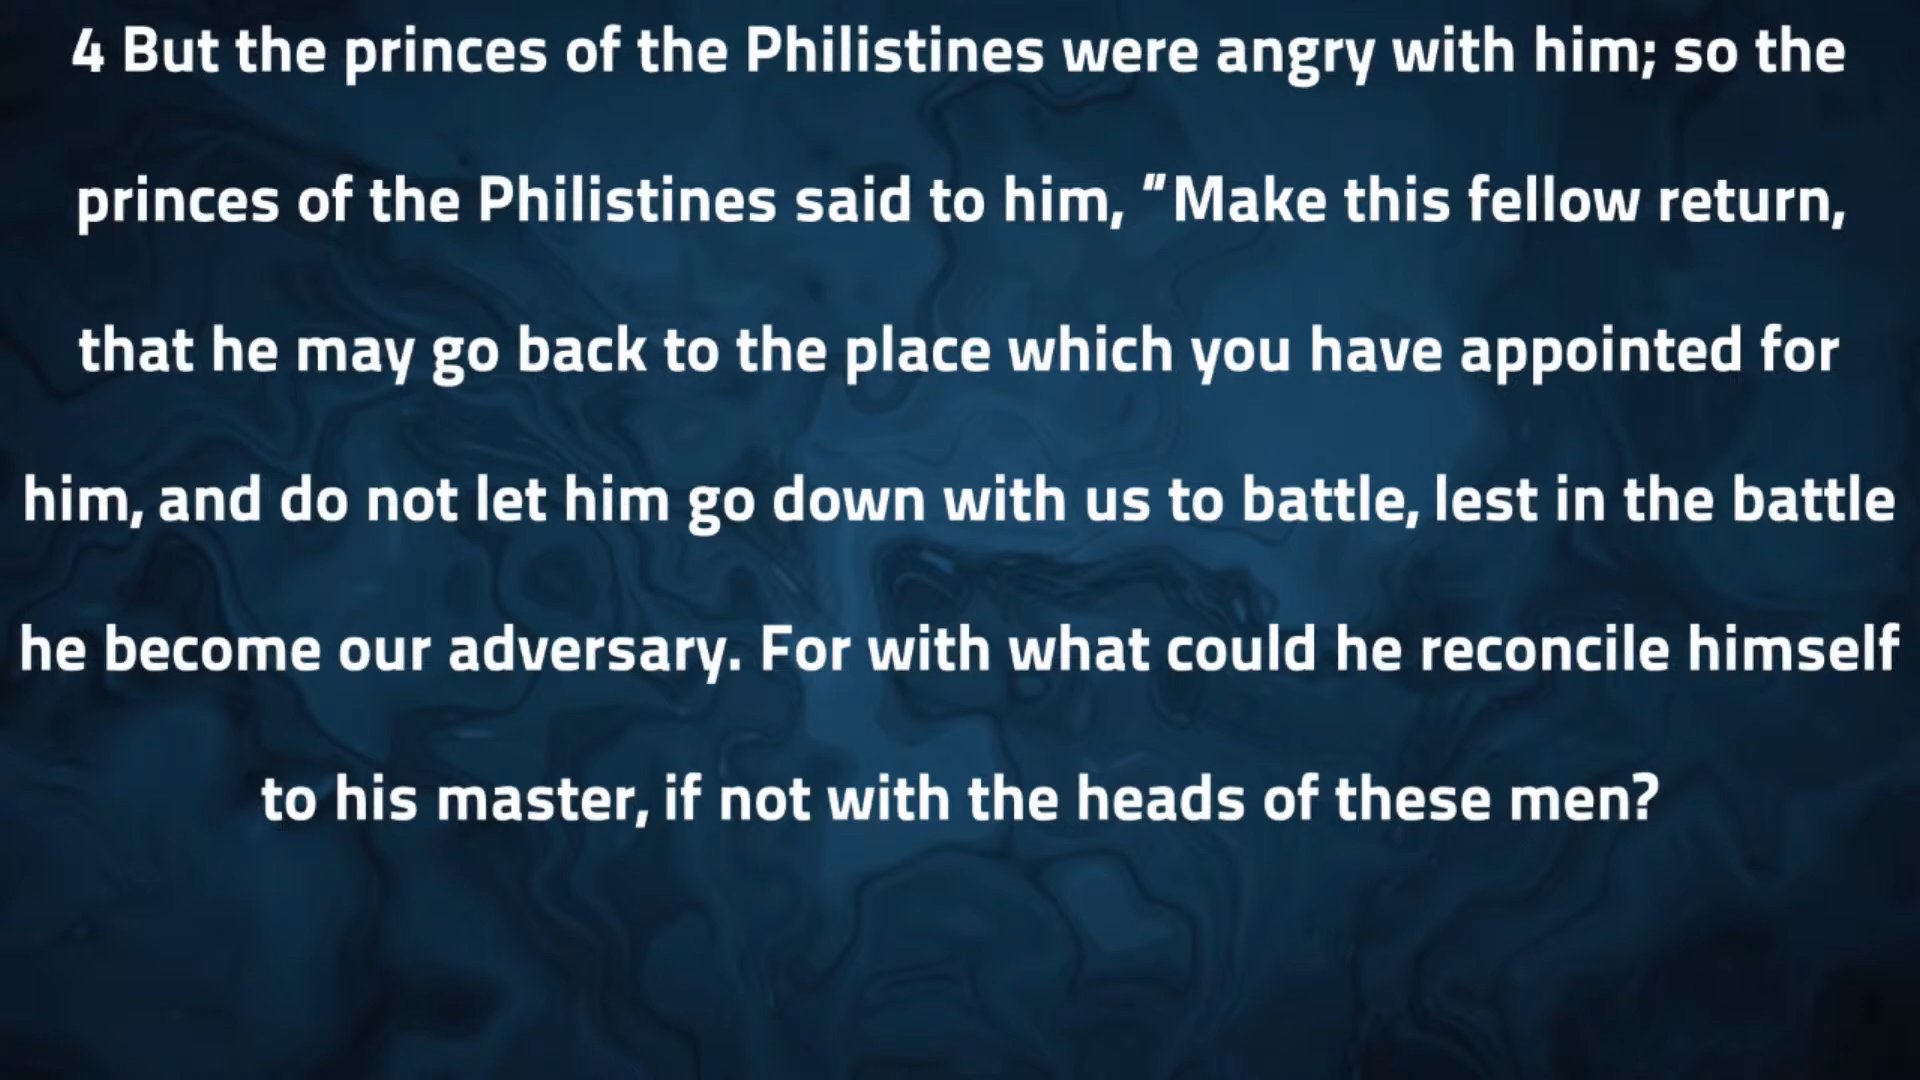 4 But the princes of the Philistines were angry with him; so the
princes of the Philistines said to him, "Make this fellow return,
that he may go back to the place which you have appointed for
him, and do not let him go down with us to battle, lest in the battle
he become our adversary. For with what could he reconcile himself
to his master, if not with the heads of these men?